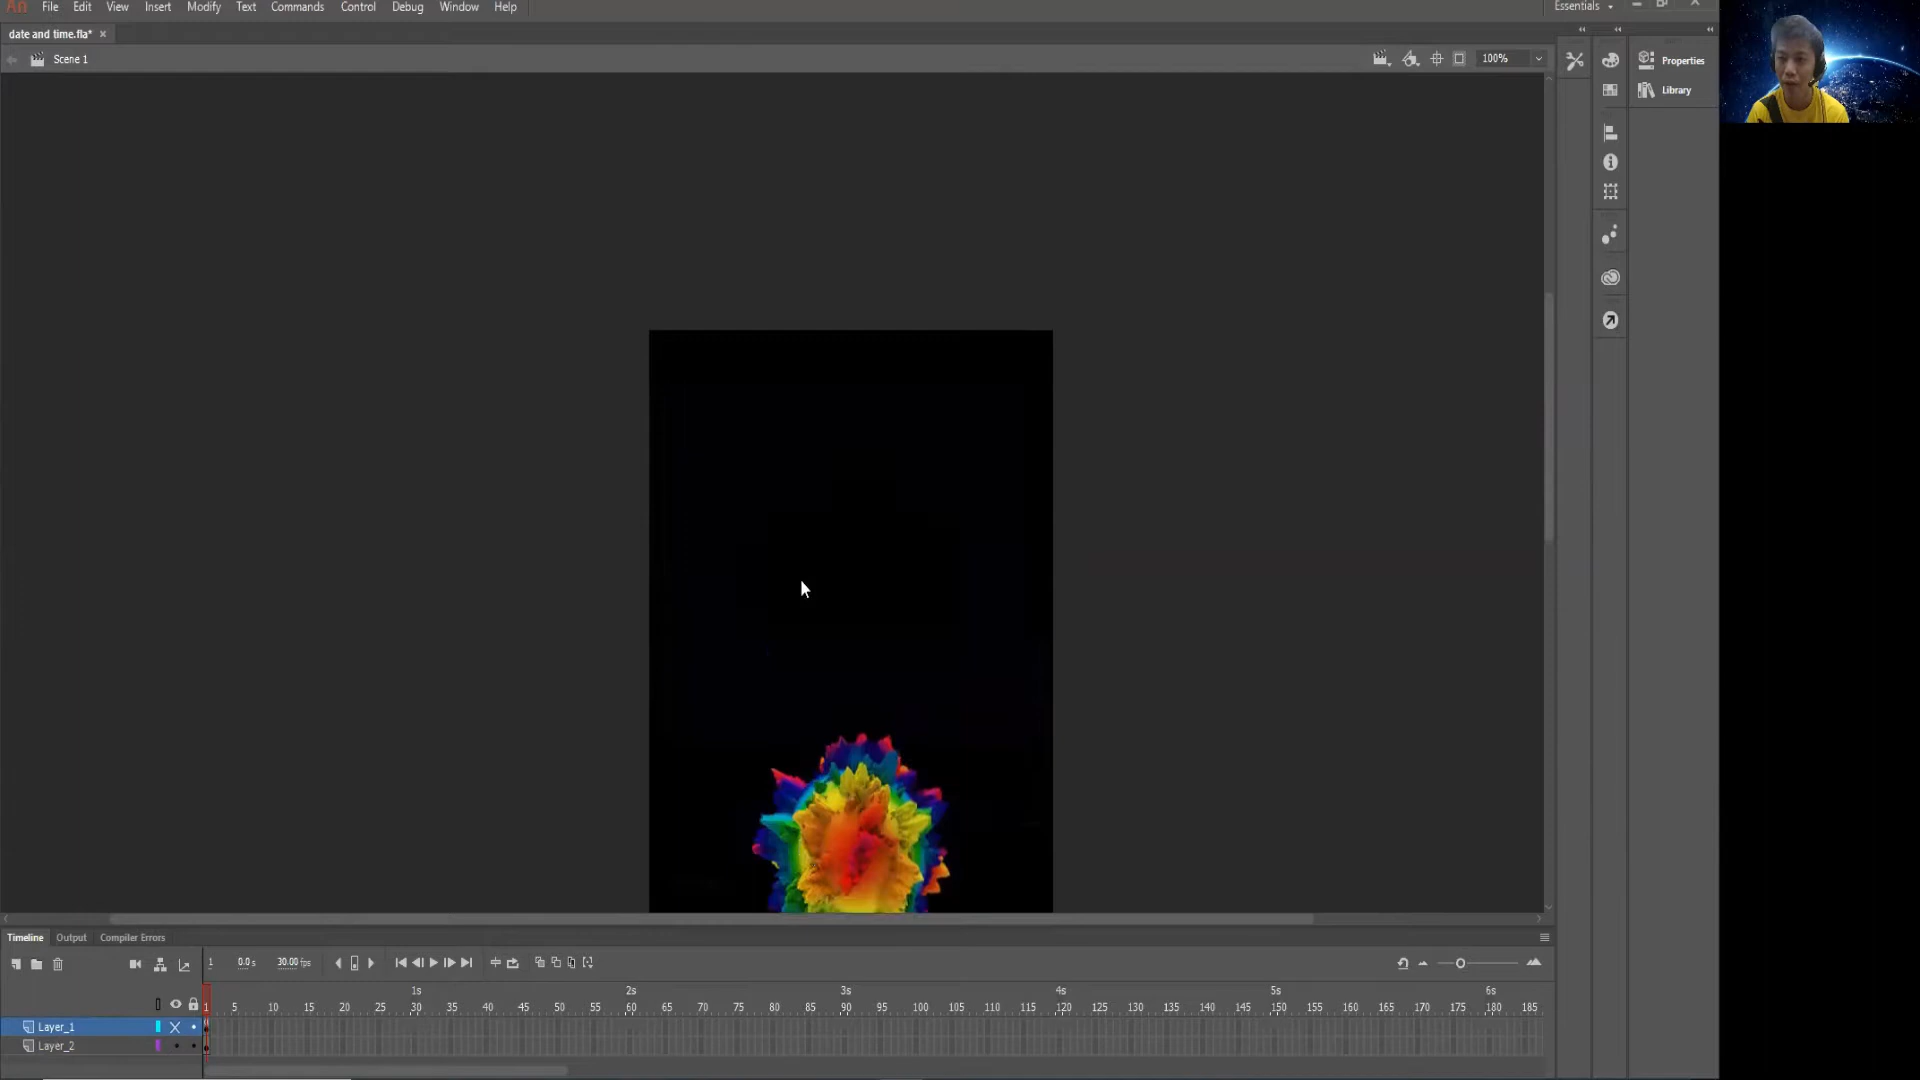 An File Edit View Insert Modify Text Commands Control Debug Window Help Essentials
date and time.fla*
Scene 1 100%
Properties
Library
Timeline Output Compiler Errors
1 0.0 s 30.00 fps
1s 2s 3s 4s 5s 6s
1 5 10 15 20 25 30 35 40 45 50 55 60 65 70 75 80 85 90 95 100 105 110 115 120 125 130 135 140 145 150 155 160 165 170 175 180 185
Layer_1
Layer_2